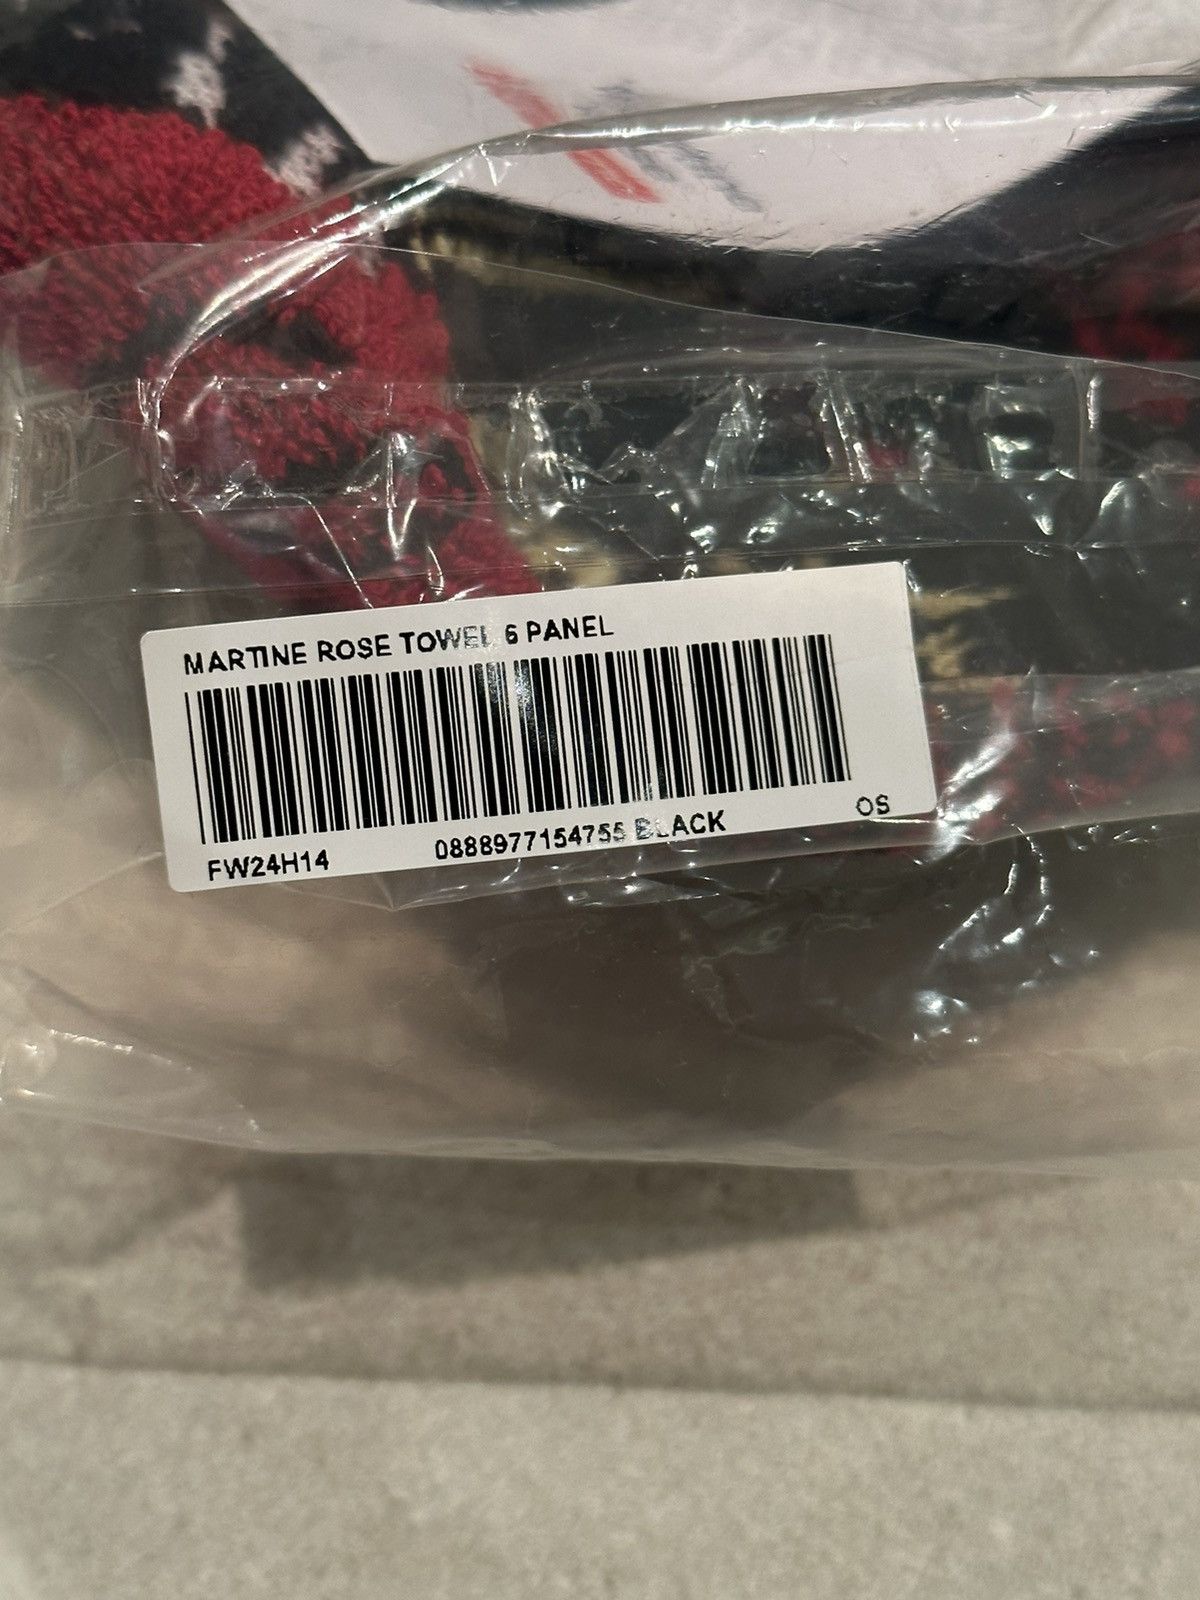 MARTINE ROSE TOWEL 6 PANEL
FW24H14 0888977154755 BLACK OS